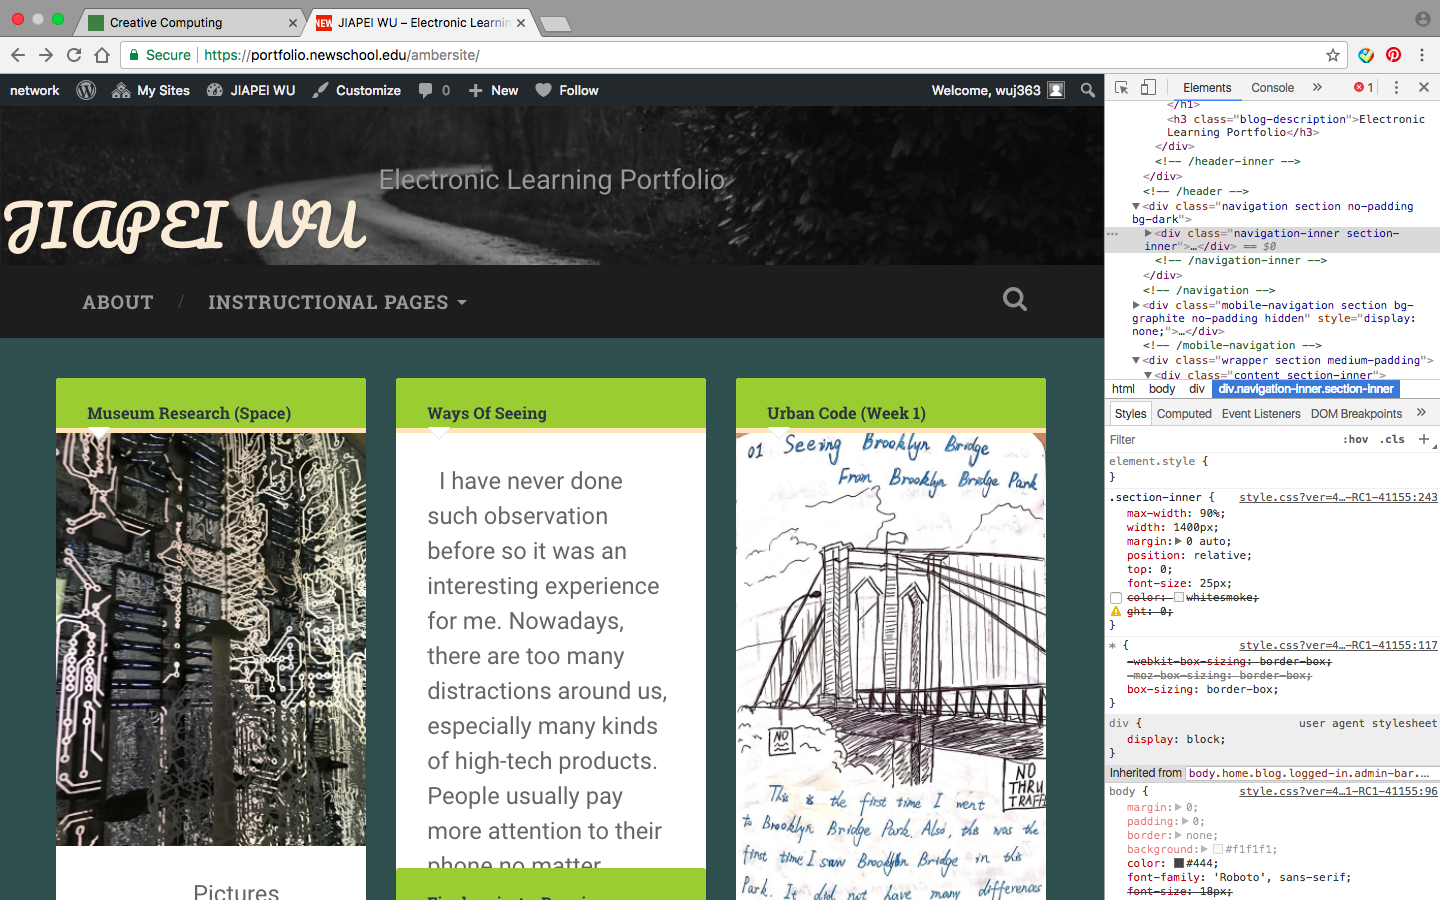 Creative Computing
NEW JIAPEI WU – Electronic Learnin
Secure https://portfolio.newschool.edu/ambersite/
network My Sites JIAPEI WU Customize 0 New Follow Welcome, wuj363
Electronic Learning Portfolio
JIAPEI WU
ABOUT / INSTRUCTIONAL PAGES
Museum Research (Space)
Pictures
Ways Of Seeing
I have never done
such observation
before so it was an
interesting experience
for me. Nowadays,
there are too many
distractions around us,
especially many kinds
of high-tech products.
People usually pay
more attention to their
phone no matter
Urban Code (Week 1)
01 Seeing Brooklyn Bridge
From Brooklyn Bridge Park
NO
NO
THRU
TRAFF
This is the first time I went
to Brooklyn Bridge Park. Also, this was the
first time I saw Brooklyn Bridge in this
Park. It did not have many differences
Elements Console » 1
</h1>
<h3 class="blog-description">Electronic
Learning Portfolio</h3>
</div>
<!-- /header-inner -->
</div>
<!-- /header -->
<div class="navigation section no-padding
bg-dark">
<div class="navigation-inner section-
inner">…</div> == $0
<!-- /navigation-inner -->
</div>
<!-- /navigation -->
<div class="mobile-navigation section bg-
graphite no-padding hidden" style="display:
none;">…</div>
<!-- /mobile-navigation -->
<div class="wrapper section medium-padding">
<div class="content section-inner">
html body div div.navigation-inner.section-inner
Styles Computed Event Listeners DOM Breakpoints »
Filter :hov .cls +
element.style {
}
.section-inner { style.css?ver=4…-RC1-41155:243
max-width: 90%;
width: 1400px;
margin: 0 auto;
position: relative;
top: 0;
font-size: 25px;
color: whitesmoke;
ght: 0;
}
* { style.css?ver=4…-RC1-41155:117
-webkit-box-sizing: border-box;
-moz-box-sizing: border-box;
box-sizing: border-box;
}
div { user agent stylesheet
display: block;
}
Inherited from body.home.blog.logged-in.admin-bar.…
body { style.css?ver=4…1-RC1-41155:96
margin: 0;
padding: 0;
border: none;
background: #f1f1f1;
color: #444;
font-family: 'Roboto', sans-serif;
font-size: 18px;